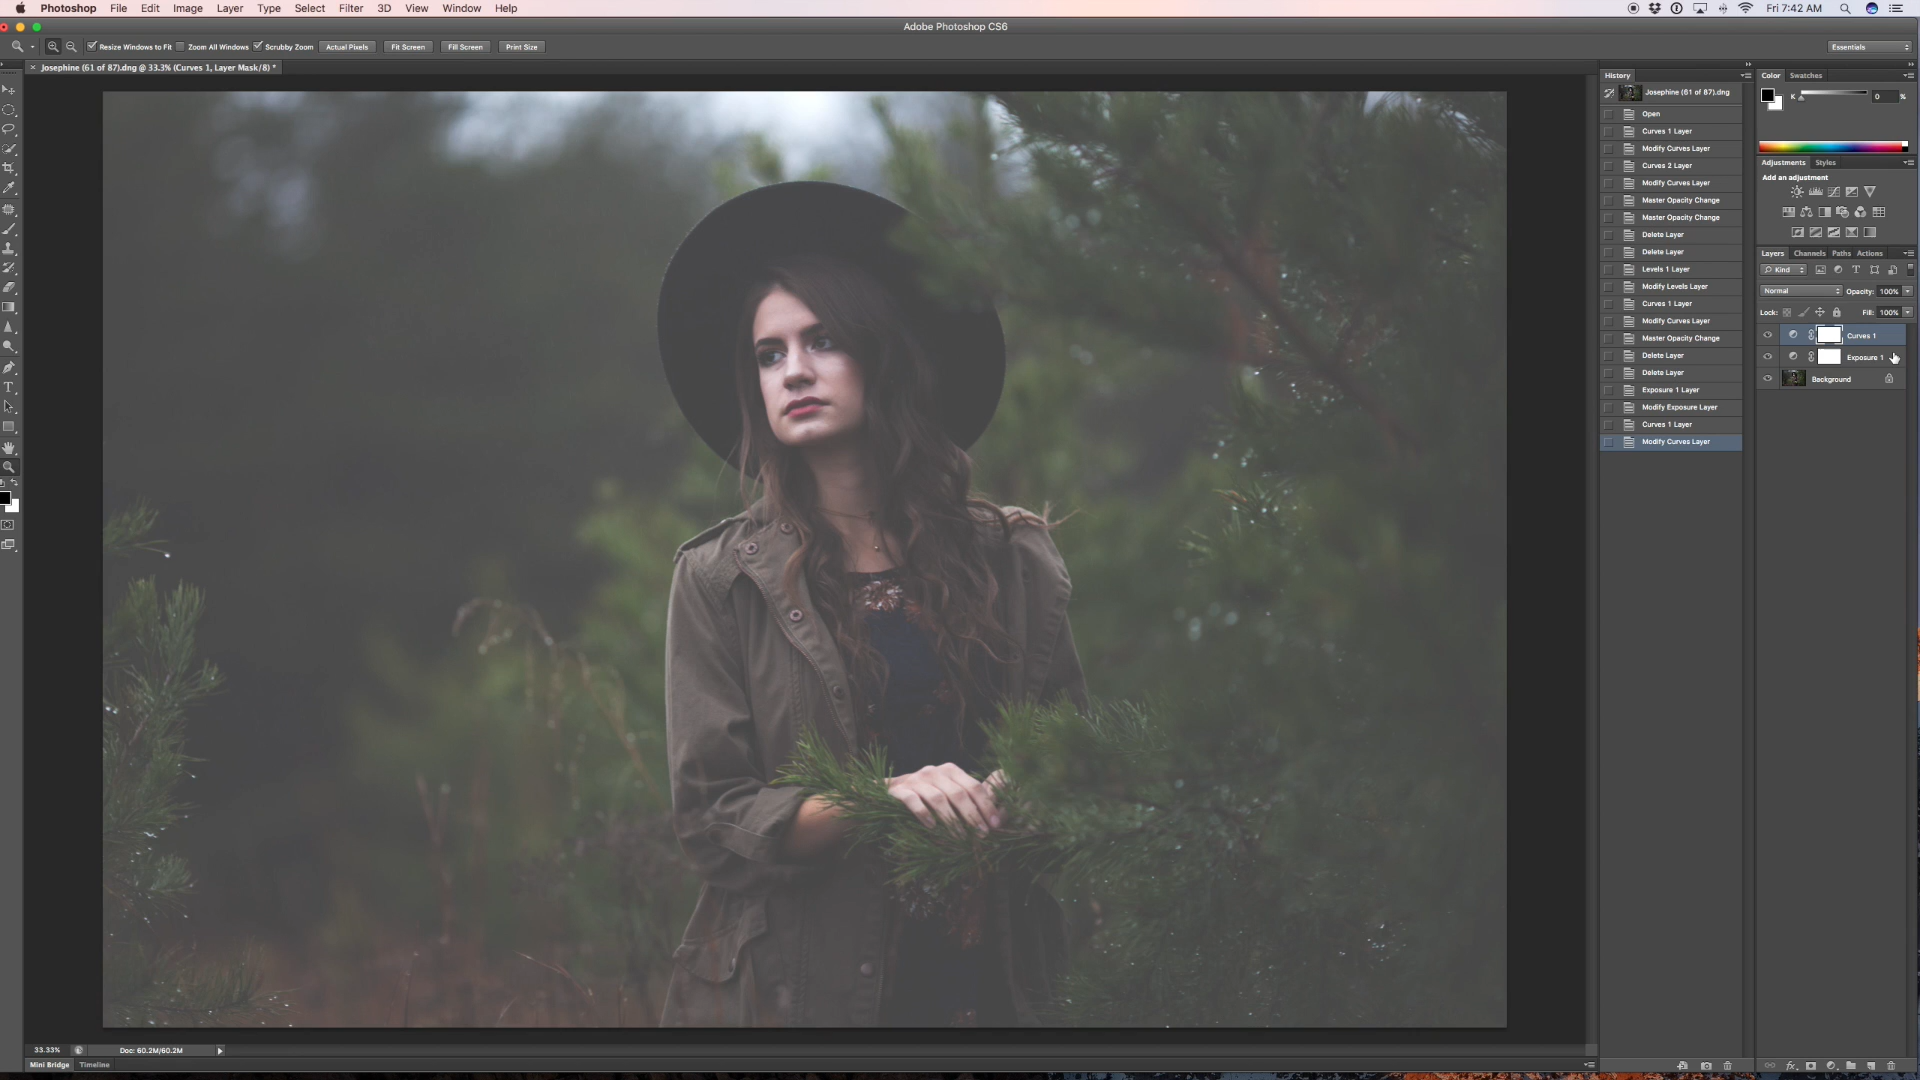 Photoshop File Edit Image Layer Type Select Filter 3D View Window Help Fri 7:42 AM
Adobe Photoshop CS6
Resize Windows to Fit Zoom All Windows Scrubby Zoom Actual Pixels Fit Screen Fill Screen Print Size Essentials
Josephine (61 of 87).dng @ 33.3% (Curves 1, Layer Mask/8) *
History
Josephine (61 of 87).dng
Open
Curves 1 Layer
Modify Curves Layer
Curves 2 Layer
Modify Curves Layer
Master Opacity Change
Master Opacity Change
Delete Layer
Delete Layer
Levels 1 Layer
Modify Levels Layer
Curves 1 Layer
Modify Curves Layer
Master Opacity Change
Delete Layer
Delete Layer
Exposure 1 Layer
Modify Exposure Layer
Curves 1 Layer
Modify Curves Layer
Color Swatches
K 0 %
Adjustments Styles
Add an adjustment
Layers Channels Paths Actions
Kind
Normal Opacity: 100%
Lock: Fill: 100%
Curves 1
Exposure 1
Background
33.33% Doc: 60.2M/60.2M
Mini Bridge Timeline